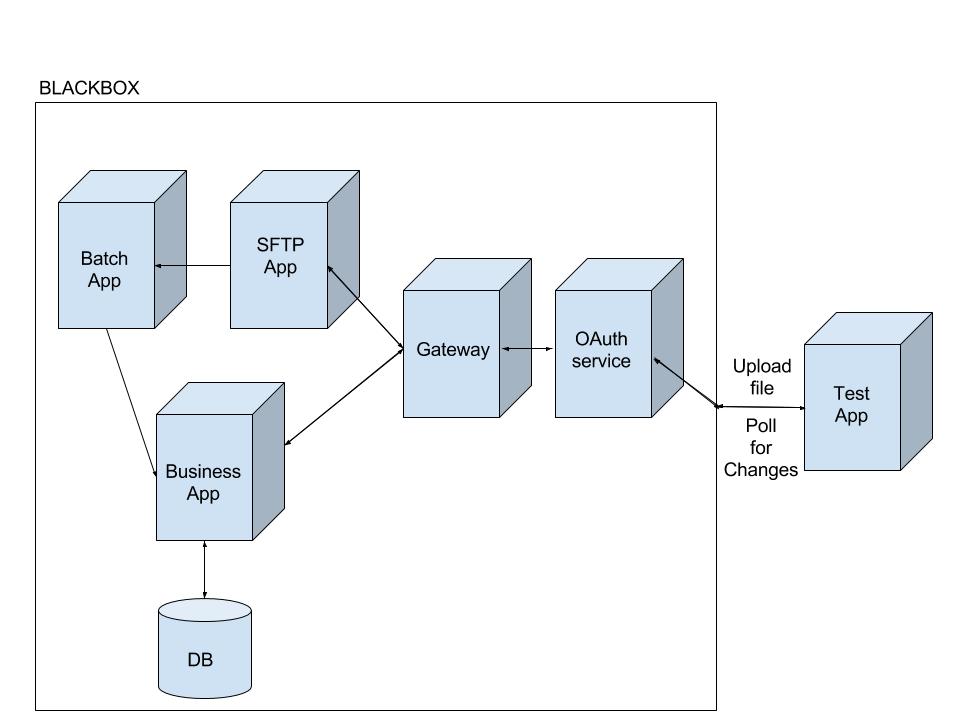 BLACKBOX
Batch
App
SFTP
App
Gateway
OAuth
service
Upload
file
Poll
for
Changes
Test
App
Business
App
DB